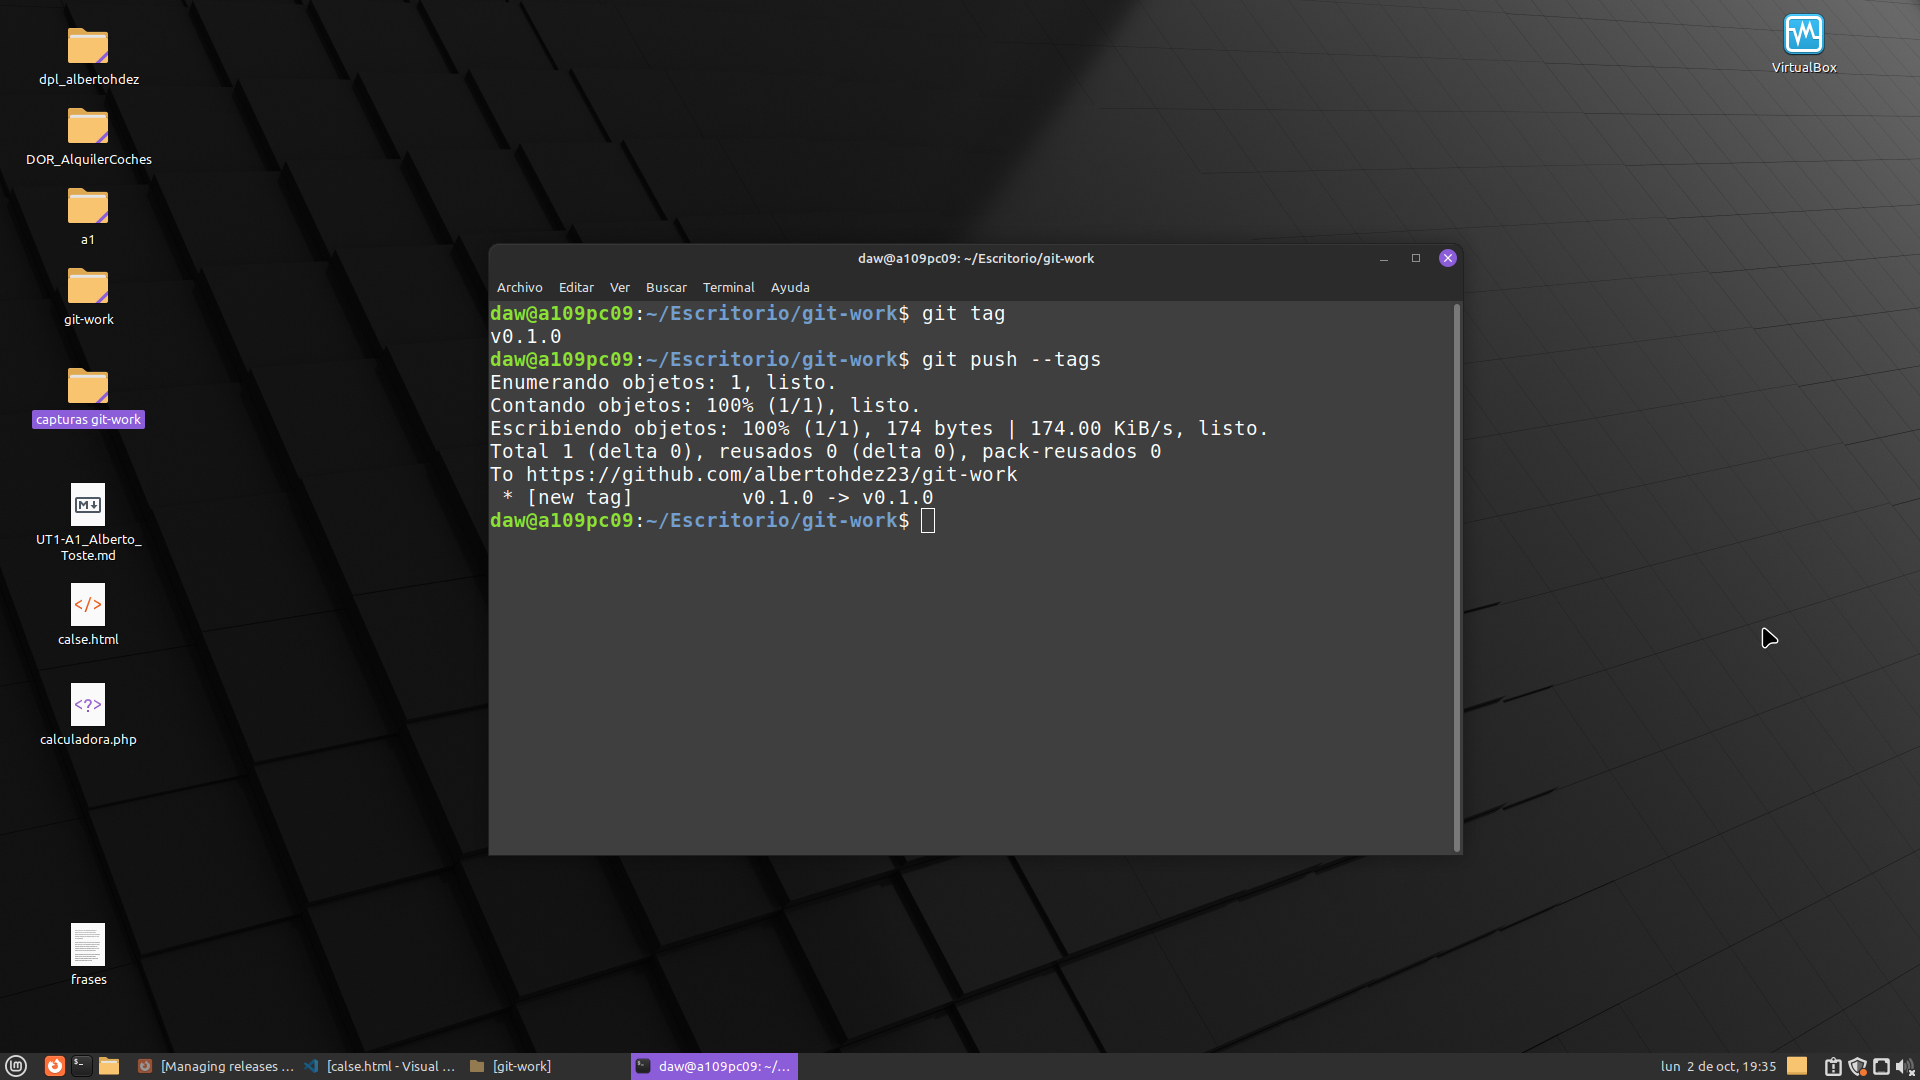 dpl_albertohdez
DOR_AlquilerCoches
a1
git-work
capturas git-work
UT1-A1_Alberto_
Toste.md
calse.html
calculadora.php
frases
VirtualBox
daw@a109pc09: ~/Escritorio/git-work
Archivo Editar Ver Buscar Terminal Ayuda
daw@a109pc09:~/Escritorio/git-work$ git tag
v0.1.0
daw@a109pc09:~/Escritorio/git-work$ git push --tags
Enumerando objetos: 1, listo.
Contando objetos: 100% (1/1), listo.
Escribiendo objetos: 100% (1/1), 174 bytes | 174.00 KiB/s, listo.
Total 1 (delta 0), reusados 0 (delta 0), pack-reusados 0
To https://github.com/albertohdez23/git-work
 * [new tag]         v0.1.0 -> v0.1.0
daw@a109pc09:~/Escritorio/git-work$
[Managing releases ... [calse.html - Visual ... [git-work] daw@a109pc09: ~/... lun 2 de oct, 19:35